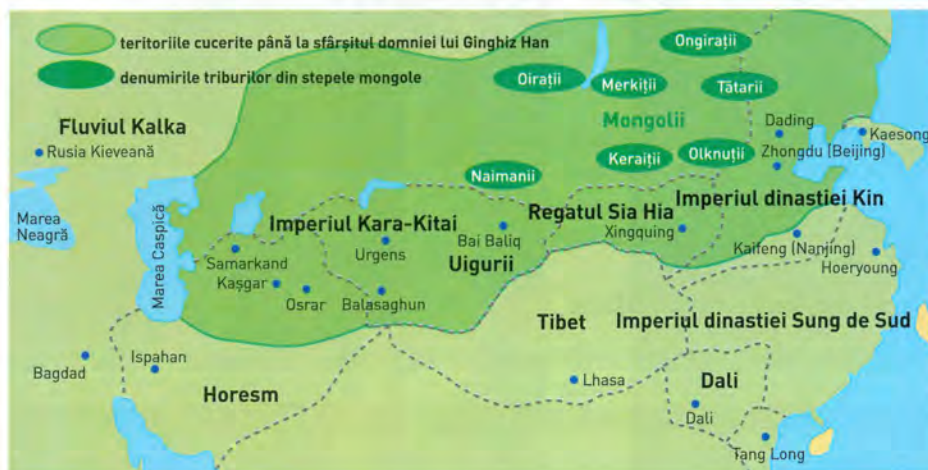 teritoriile cucerite până la sfârșitul domniei lui Ginghiz Han
denumirile triburilor din stepele mongole
Ongirații
Oirații
Merkiții
Tătarii
Fluviul Kalka
Rusia Kieveană
Mongolii
Dading
Kaesong
Zhongdu (Beijing)
Keraiții
Olknuții
Naimanii
Marea
Neagră
Marea Caspică
Imperiul Kara-Kitai
Regatul Sia Hia
Imperiul dinastiei Kin
Samarkand
Urgens
Bai Baliq
Xingquing
Kaifeng (Nanjing)
Hoeryoung
Uigurii
Kașgar
Osrar
Balasaghun
Tibet
Imperiul dinastiei Sung de Sud
Bagdad
Ispahan
Horesm
Lhasa
Dali
Dali
Tang Long